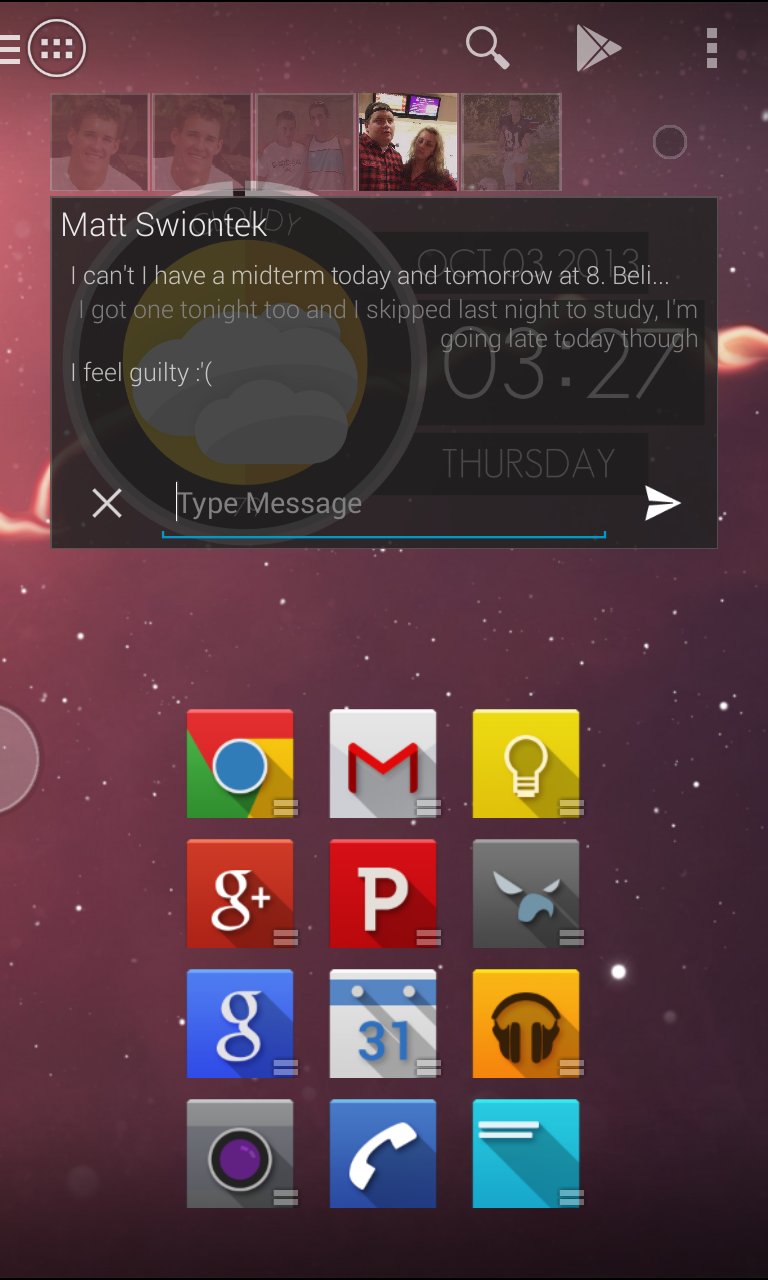 CLOUDY
Matt Swiontek
OCT 03 2013
I can't I have a midterm today and tomorrow at 8. Beli...
I got one tonight too and I skipped last night to study, I'm
going late today though
03:27
I feel guilty :'(
THURSDAY
Type Message
g+
P
g
31